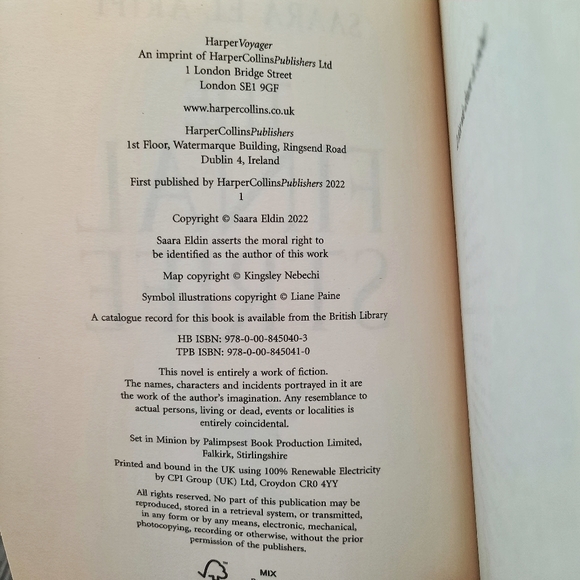 HarperVoyager
An imprint of HarperCollinsPublishers Ltd
1 London Bridge Street
London SE1 9GF
www.harpercollins.co.uk
HarperCollinsPublishers
1st Floor, Watermarque Building, Ringsend Road
Dublin 4, Ireland
First published by HarperCollinsPublishers 2022
1
Copyright © Saara Eldin 2022
Saara Eldin asserts the moral right to
be identified as the author of this work
Map copyright © Kingsley Nebechi
Symbol illustrations copyright © Liane Paine
A catalogue record for this book is available from the British Library
HB ISBN: 978-0-00-845040-3
TPB ISBN: 978-0-00-845041-0
This novel is entirely a work of fiction.
The names, characters and incidents portrayed in it are
the work of the author's imagination. Any resemblance to
actual persons, living or dead, events or localities is
entirely coincidental.
Set in Minion by Palimpsest Book Production Limited,
Falkirk, Stirlingshire
Printed and bound in the UK using 100% Renewable Electricity
by CPI Group (UK) Ltd, Croydon CR0 4YY
All rights reserved. No part of this publication may be
reproduced, stored in a retrieval system, or transmitted,
in any form or by any means, electronic, mechanical,
photocopying, recording or otherwise, without the prior
permission of the publishers.
MIX